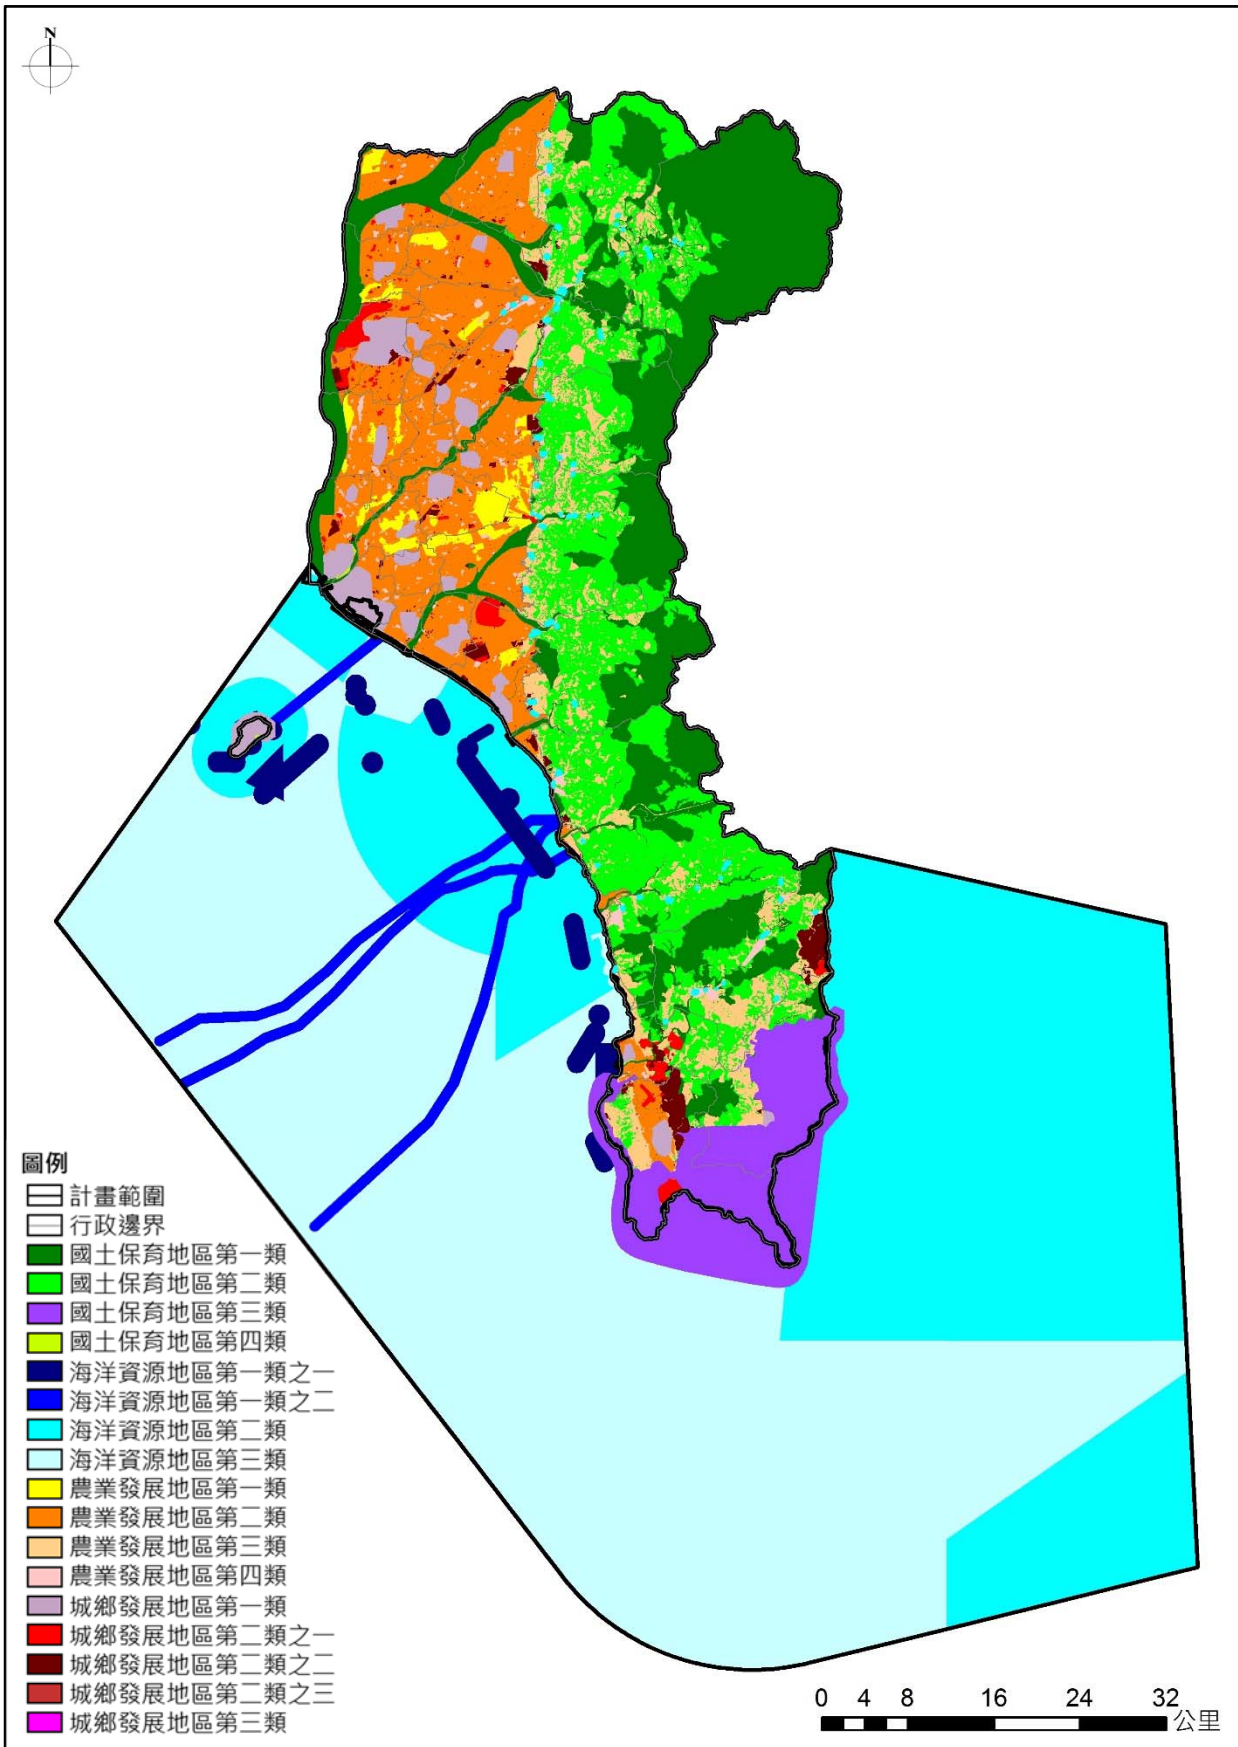 N
圖例
計畫範圍
行政邊界
國土保育地區第一類
國土保育地區第二類
國土保育地區第三類
國土保育地區第四類
海洋資源地區第一類之一
海洋資源地區第一類之二
海洋資源地區第二類
海洋資源地區第三類
農業發展地區第一類
農業發展地區第二類
農業發展地區第三類
農業發展地區第四類
城鄉發展地區第一類
城鄉發展地區第二類之一
城鄉發展地區第二類之二
城鄉發展地區第二類之三
城鄉發展地區第三類
0 4 8 16 24 32
公里